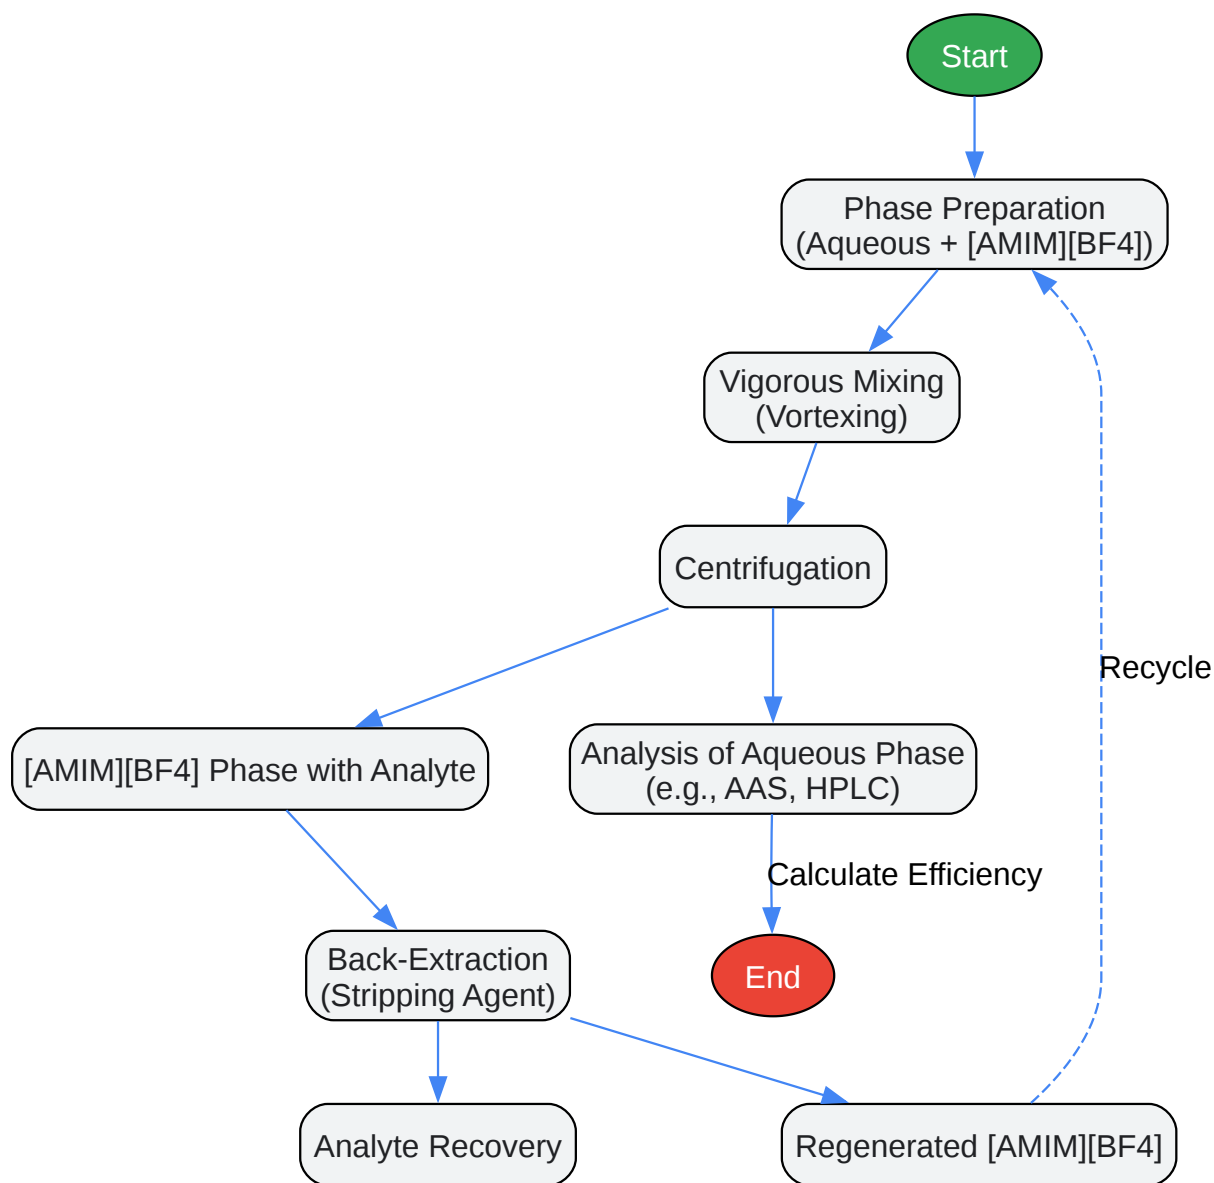 Start
Phase Preparation
(Aqueous + [AMIM][BF4])
Vigorous Mixing
(Vortexing)
Centrifugation
Recycle
[AMIM][BF4] Phase with Analyte
Analysis of Aqueous Phase
(e.g., AAS, HPLC)
Calculate Efficiency
Back-Extraction
(Stripping Agent)
End
Analyte Recovery
Regenerated [AMIM][BF4]